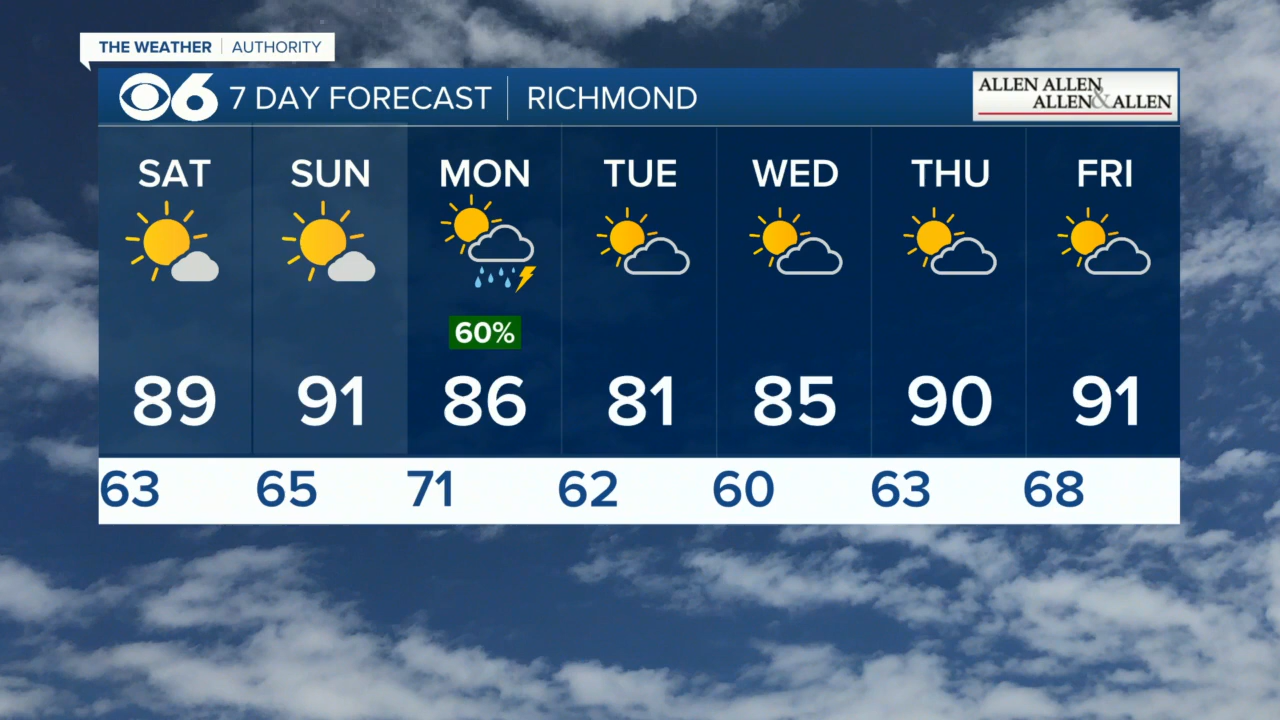 THE WEATHER | AUTHORITY
6 7 DAY FORECAST | RICHMOND
ALLEN ALLEN
ALLEN & ALLEN
SAT SUN MON TUE WED THU FRI
60%
89 91 86 81 85 90 91
63 65 71 62 60 63 68